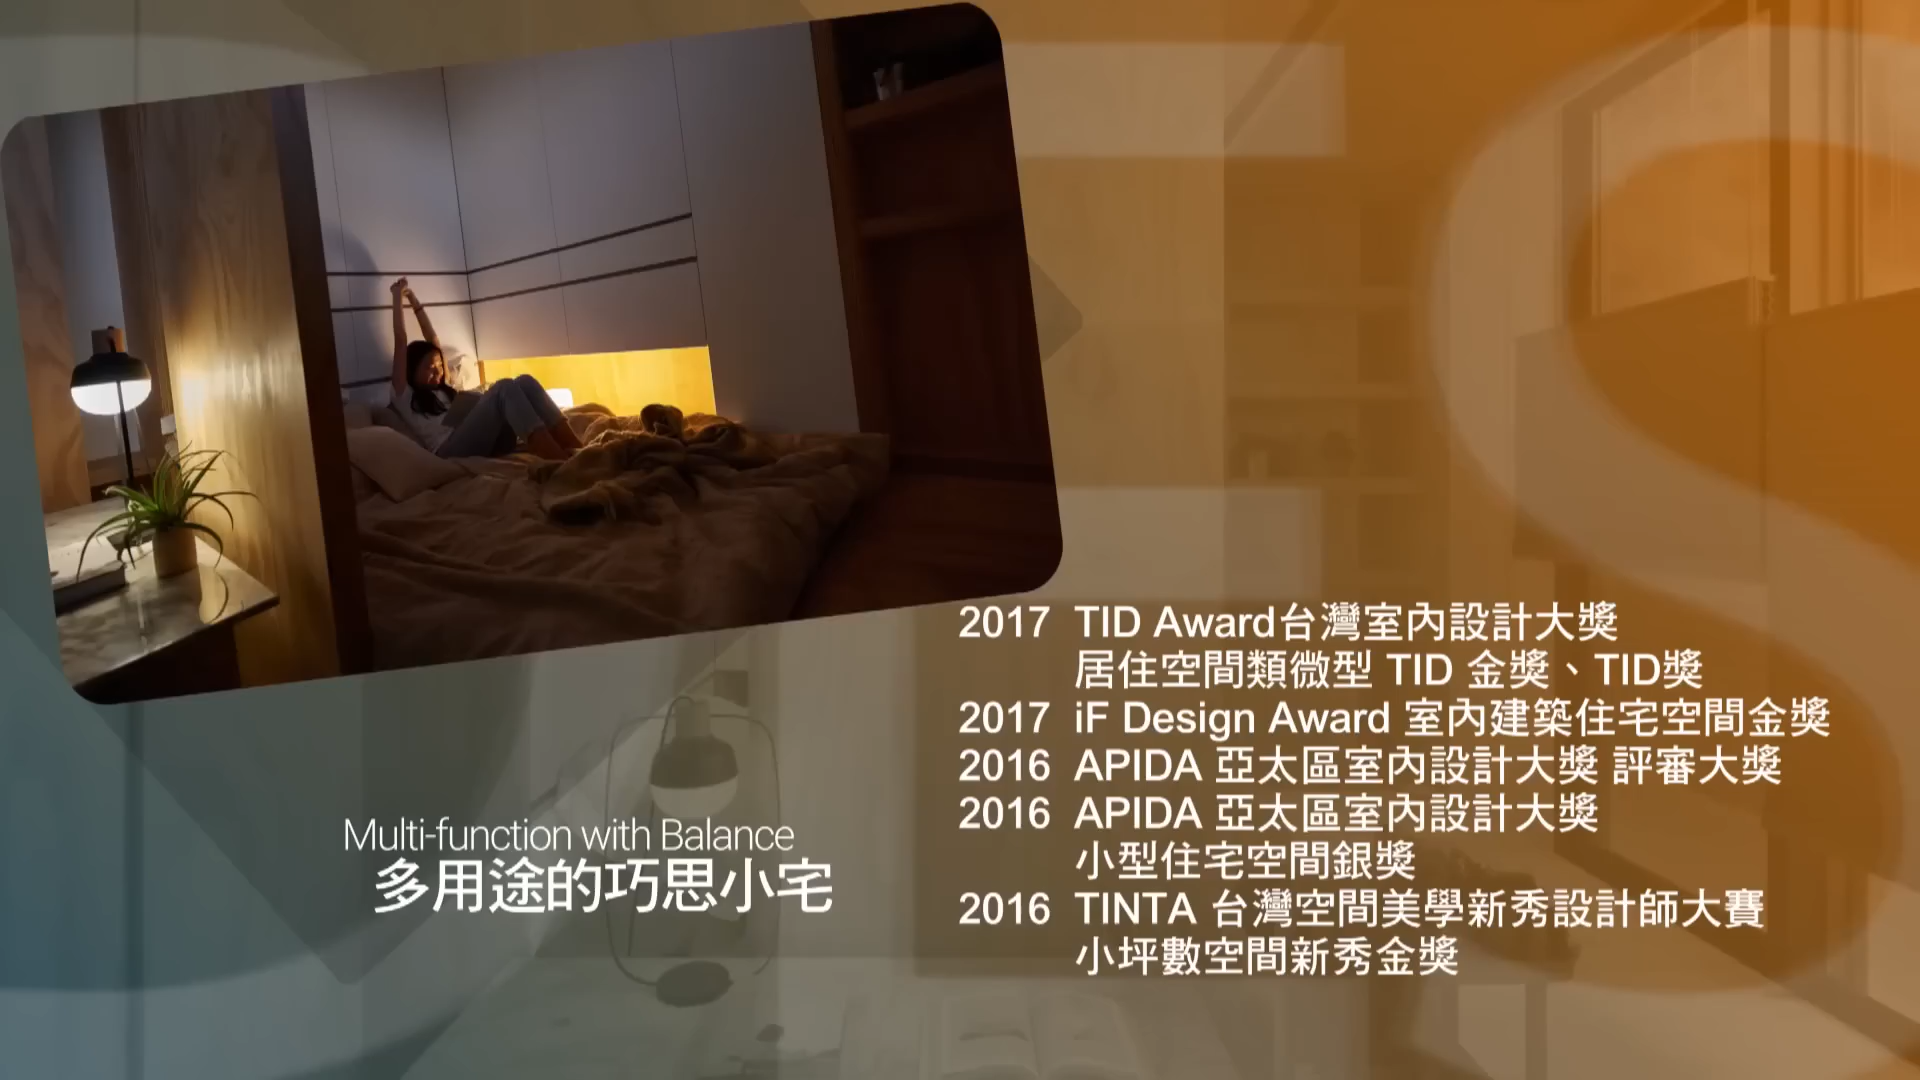 2017 TID Award台灣室內設計大獎
居住空間類微型 TID 金獎、TID獎
2017 iF Design Award 室內建築住宅空間金獎
2016 APIDA 亞太區室內設計大獎 評審大獎
2016 APIDA 亞太區室內設計大獎
小型住宅空間銀獎
2016 TINTA 台灣空間美學新秀設計師大賽
小坪數空間新秀金獎
Multi-function with Balance
多用途的巧思小宅